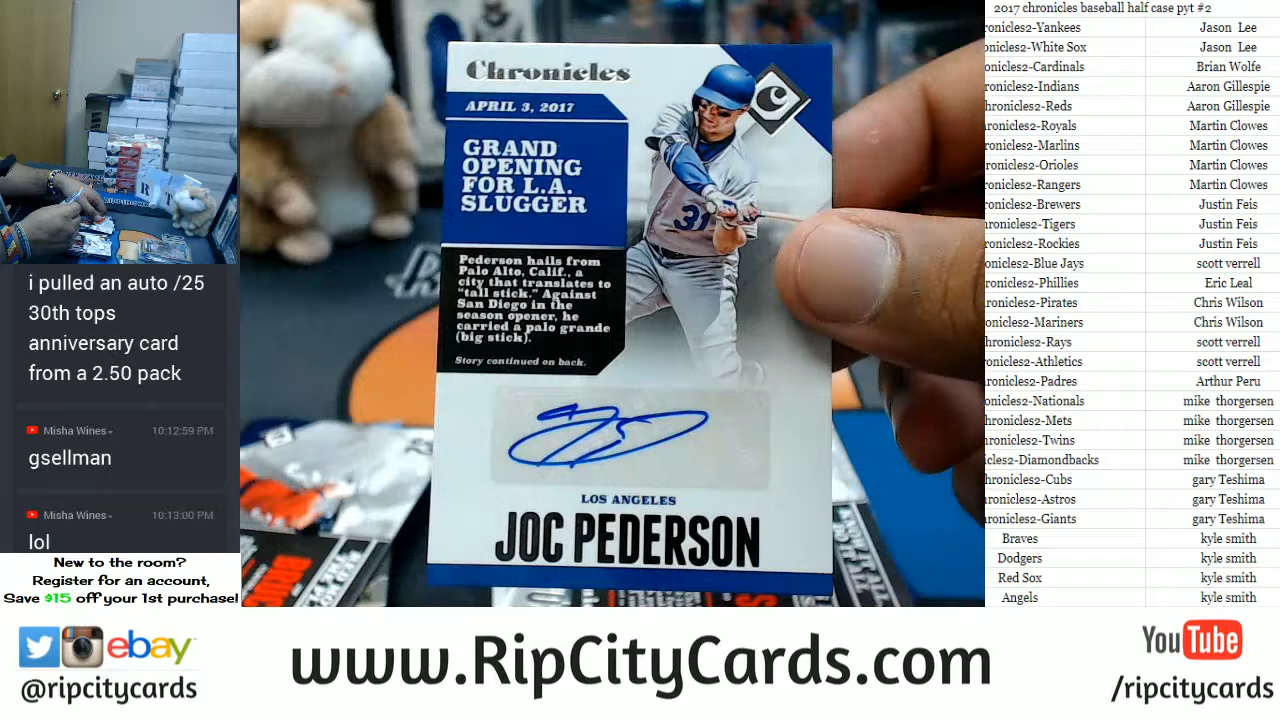 i pulled an auto /25
30th tops
anniversary card
from a 2.50 pack
Misha Wines
10:12:59 PM
gsellman
Misha Wines
10:13:00 PM
lol
New to the room?
Register for an account,
Save $15 off your 1st purchase!
Chronicles
C
APRIL 3, 2017
GRAND
OPENING
FOR L.A.
SLUGGER
31
Pederson hails from
Palo Alto, Calif., a
city that translates to
“tall stick.” Against
San Diego in the
season opener, he
carried a palo grande
(big stick).
Story continued on back.
LOS ANGELES
JOC PEDERSON
2017 chronicles baseball half case pyt #2
ronicles2-Yankees Jason Lee
onicles2-White Sox Jason Lee
ronicles2-Cardinals Brian Wolfe
ronicles2-Indians Aaron Gillespie
hronicles2-Reds Aaron Gillespie
ronicles2-Royals Martin Clowes
ronicles2-Marlins Martin Clowes
ronicles2-Orioles Martin Clowes
ronicles2-Rangers Martin Clowes
ronicles2-Brewers Justin Feis
ronicles2-Tigers Justin Feis
ronicles2-Rockies Justin Feis
onicles2-Blue Jays scott verrell
ronicles2-Phillies Eric Leal
ronicles2-Pirates Chris Wilson
onicles2-Mariners Chris Wilson
hronicles2-Rays scott verrell
ronicles2-Athletics scott verrell
ronicles2-Padres Arthur Peru
onicles2-Nationals mike thorgersen
hronicles2-Mets mike thorgersen
ronicles2-Twins mike thorgersen
icles2-Diamondbacks mike thorgersen
hronicles2-Cubs gary Teshima
ronicles2-Astros gary Teshima
ronicles2-Giants gary Teshima
Braves kyle smith
Dodgers kyle smith
Red Sox kyle smith
Angels kyle smith
ebay
@ripcitycards
www.RipCityCards.com
YouTube
/ripcitycards